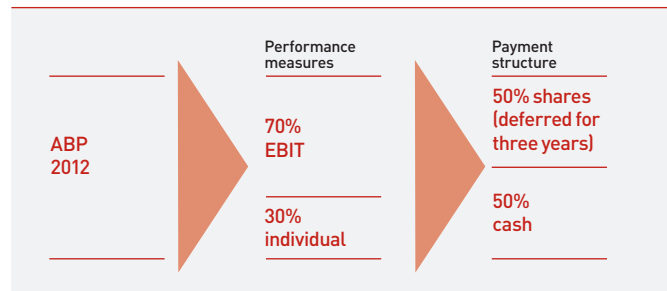 Performance
measures
Payment
structure
ABP
2012
70%
EBIT
30%
individual
50% shares
(deferred for
three years)
50%
cash